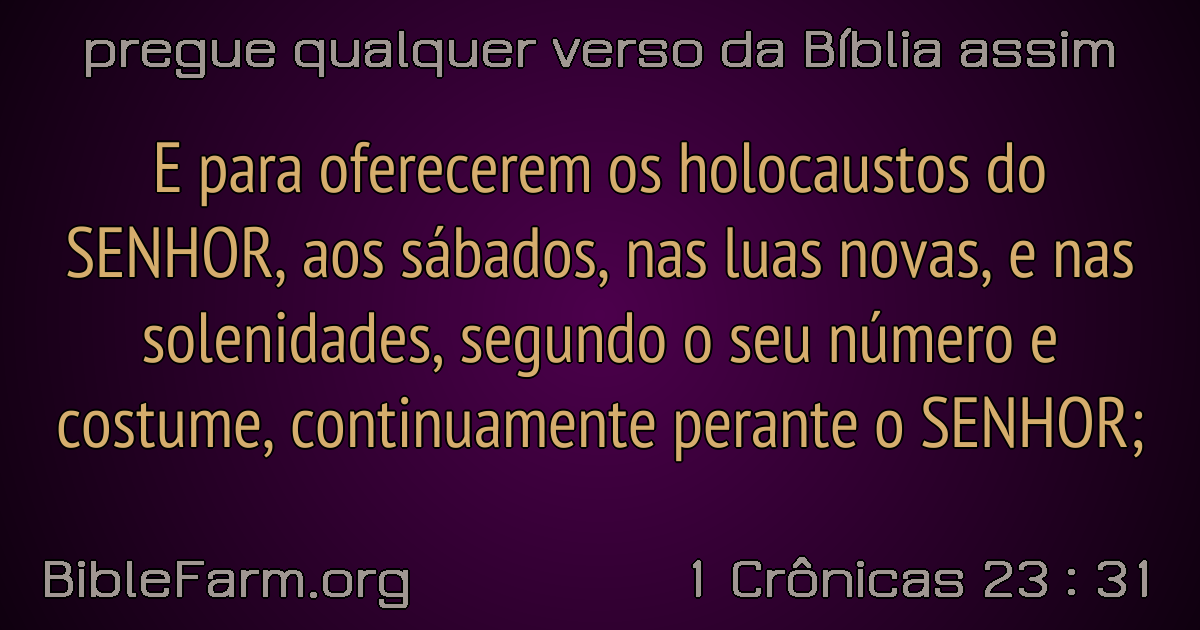 pregue qualquer verso da Bíblia assim
E para oferecerem os holocaustos do
SENHOR, aos sábados, nas luas novas, e nas
solenidades, segundo o seu número e
costume, continuamente perante o SENHOR;
BibleFarm.org
1 Crônicas 23 : 31